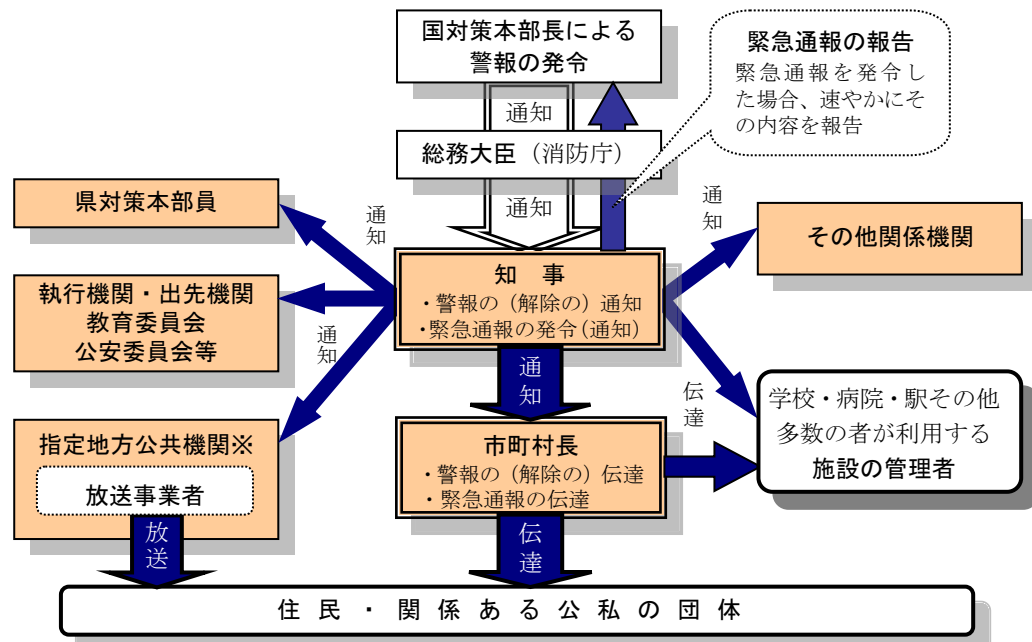 国対策本部長による
警報の発令
緊急通報の報告
緊急通報を発令し
た場合、速やかにそ
の内容を報告
通知
総務大臣（消防庁）
通知
県対策本部員
通知
通知
その他関係機関
知　事
・警報の（解除の）通知
・緊急通報の発令（通知）
執行機関・出先機関
教育委員会
公安委員会等
通知
通知
伝達
学校・病院・駅その他
多数の者が利用する
施設の管理者
指定地方公共機関※
放送事業者
市町村長
・警報の（解除の）伝達
・緊急通報の伝達
放送
伝達
住民・関係ある公私の団体